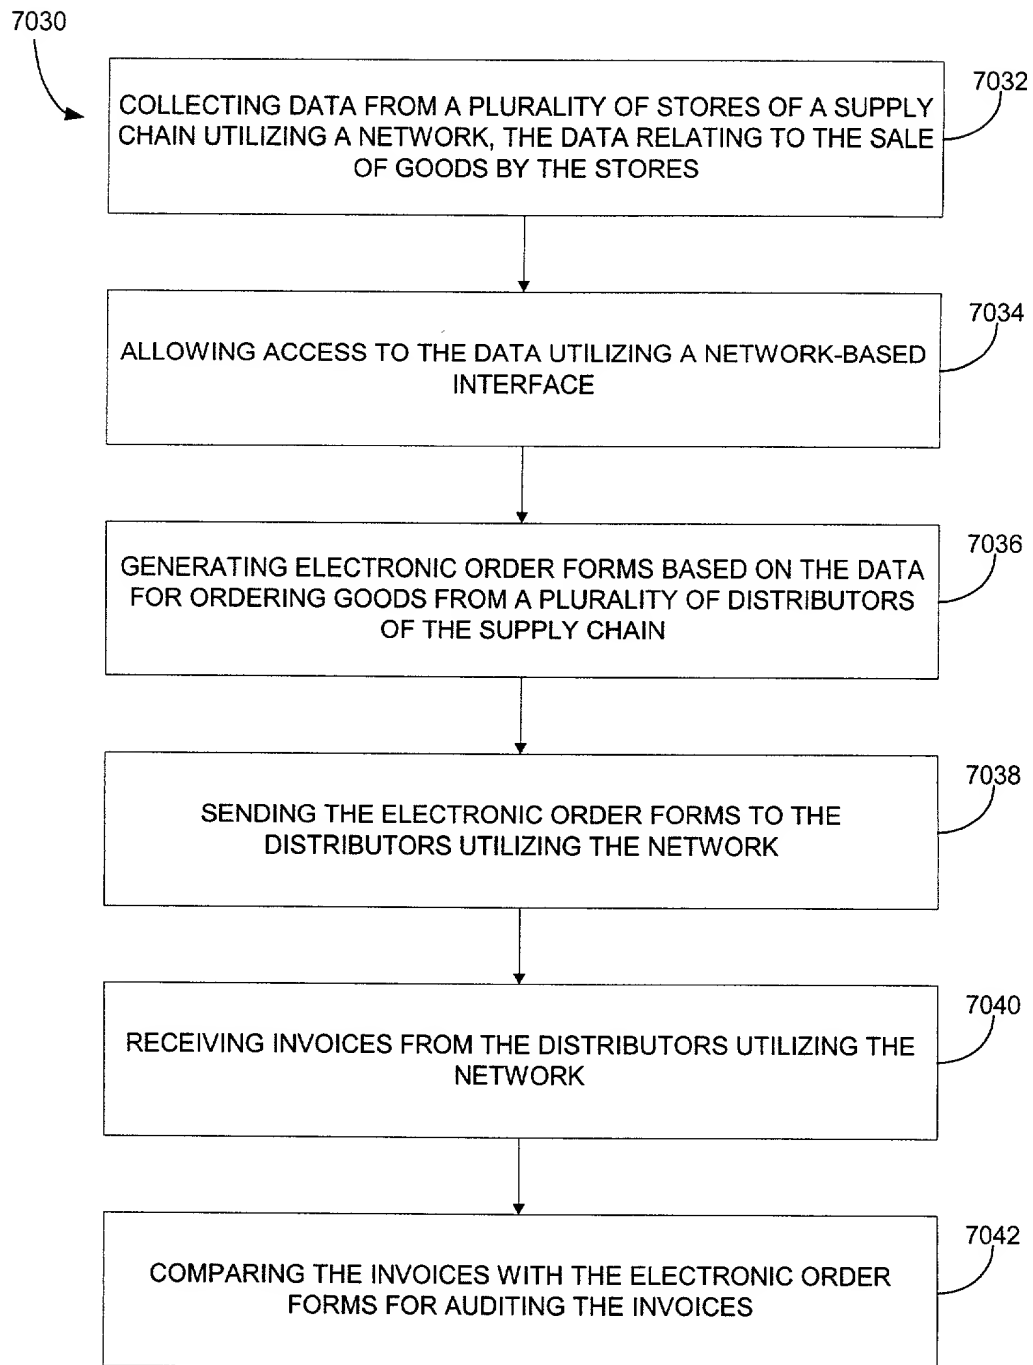 7030
7032
COLLECTING DATA FROM A PLURALITY OF STORES OF A SUPPLY
CHAIN UTILIZING A NETWORK, THE DATA RELATING TO THE SALE
OF GOODS BY THE STORES
7034
ALLOWING ACCESS TO THE DATA UTILIZING A NETWORK-BASED
INTERFACE
7036
GENERATING ELECTRONIC ORDER FORMS BASED ON THE DATA
FOR ORDERING GOODS FROM A PLURALITY OF DISTRIBUTORS
OF THE SUPPLY CHAIN
7038
SENDING THE ELECTRONIC ORDER FORMS TO THE
DISTRIBUTORS UTILIZING THE NETWORK
7040
RECEIVING INVOICES FROM THE DISTRIBUTORS UTILIZING THE
NETWORK
7042
COMPARING THE INVOICES WITH THE ELECTRONIC ORDER
FORMS FOR AUDITING THE INVOICES